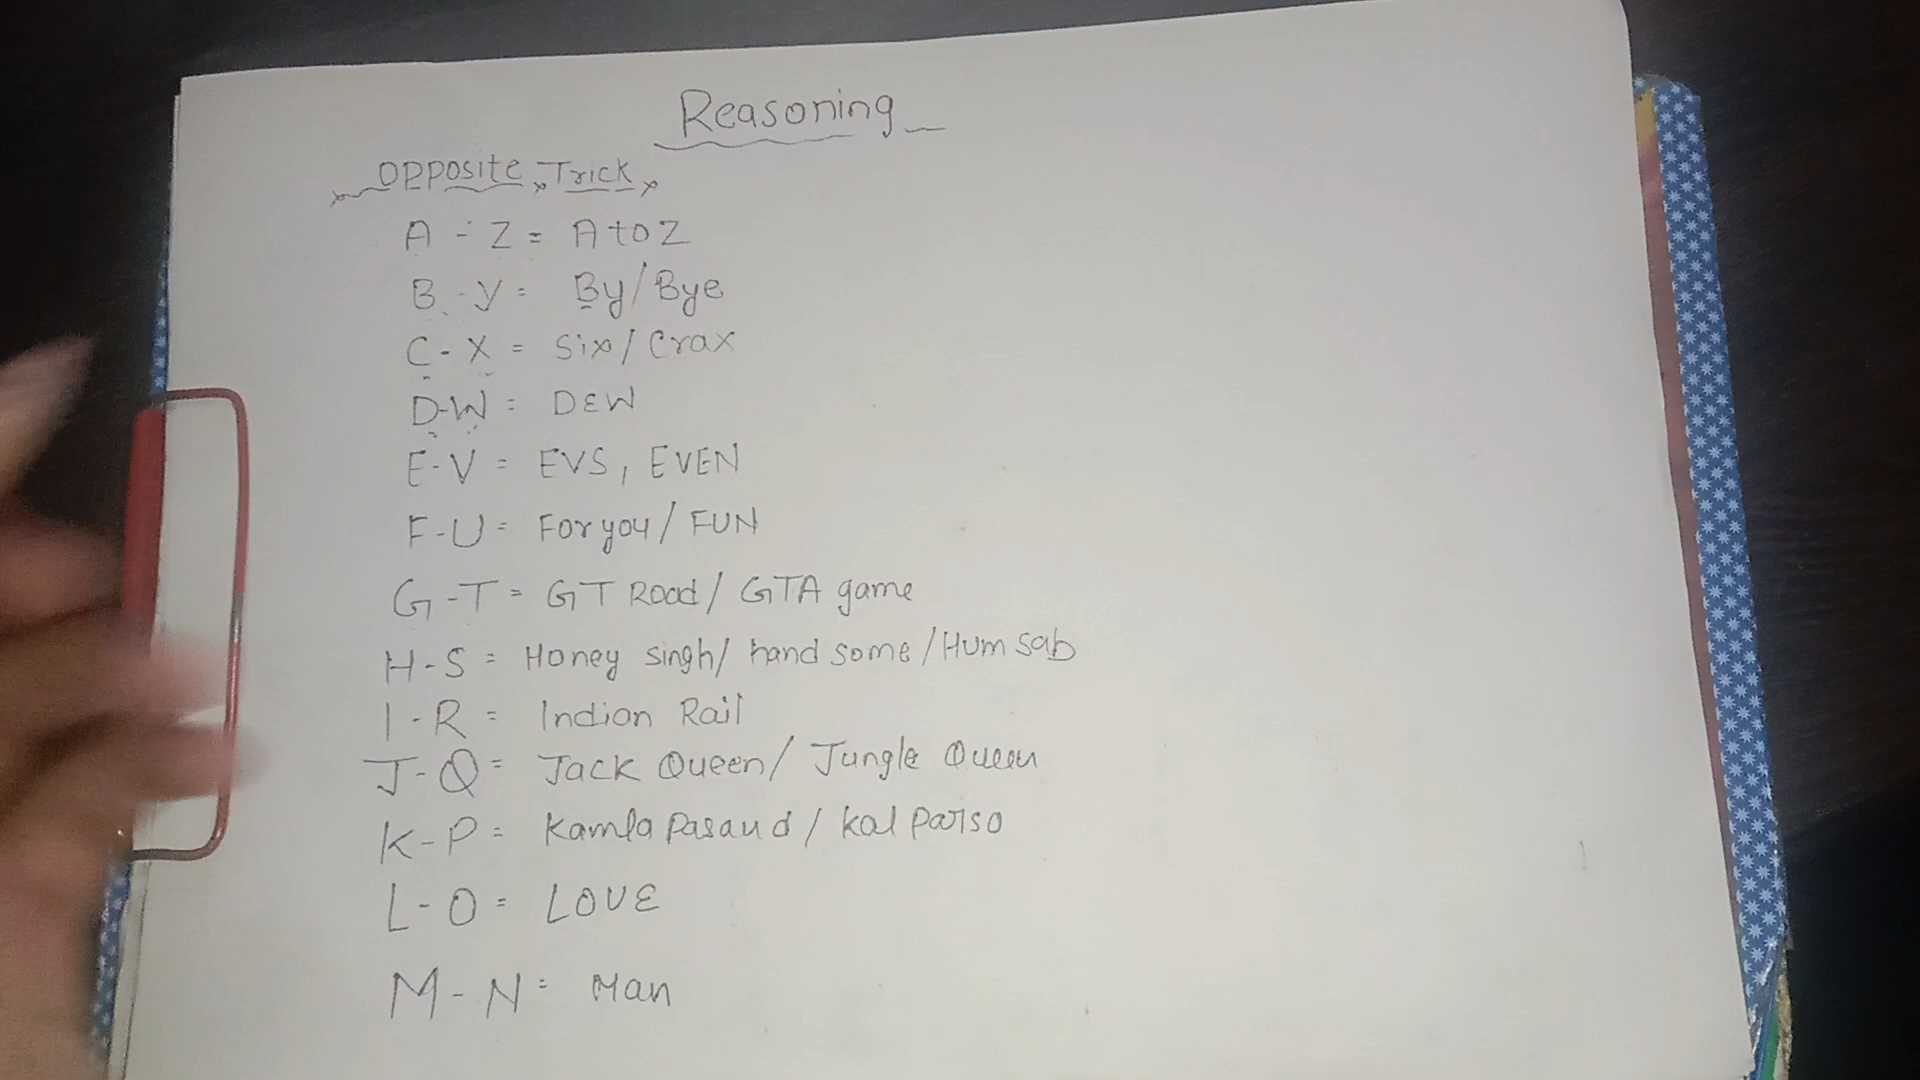 Reasoning
Opposite Trick
A - Z = A to Z
B - y = By/Bye
C - X = Six / Crax
D-W = DEW
E-V = EVS, EVEN
F-U = For you / FUN
G-T = GT Road / GTA game
H-S = Honey singh/ hand some / Hum sab
I-R = Indian Rail
J-Q = Jack Queen / Jungle Queen
K-P = Kamla Pasand / kal
L-O = LOVE
M-N = Man